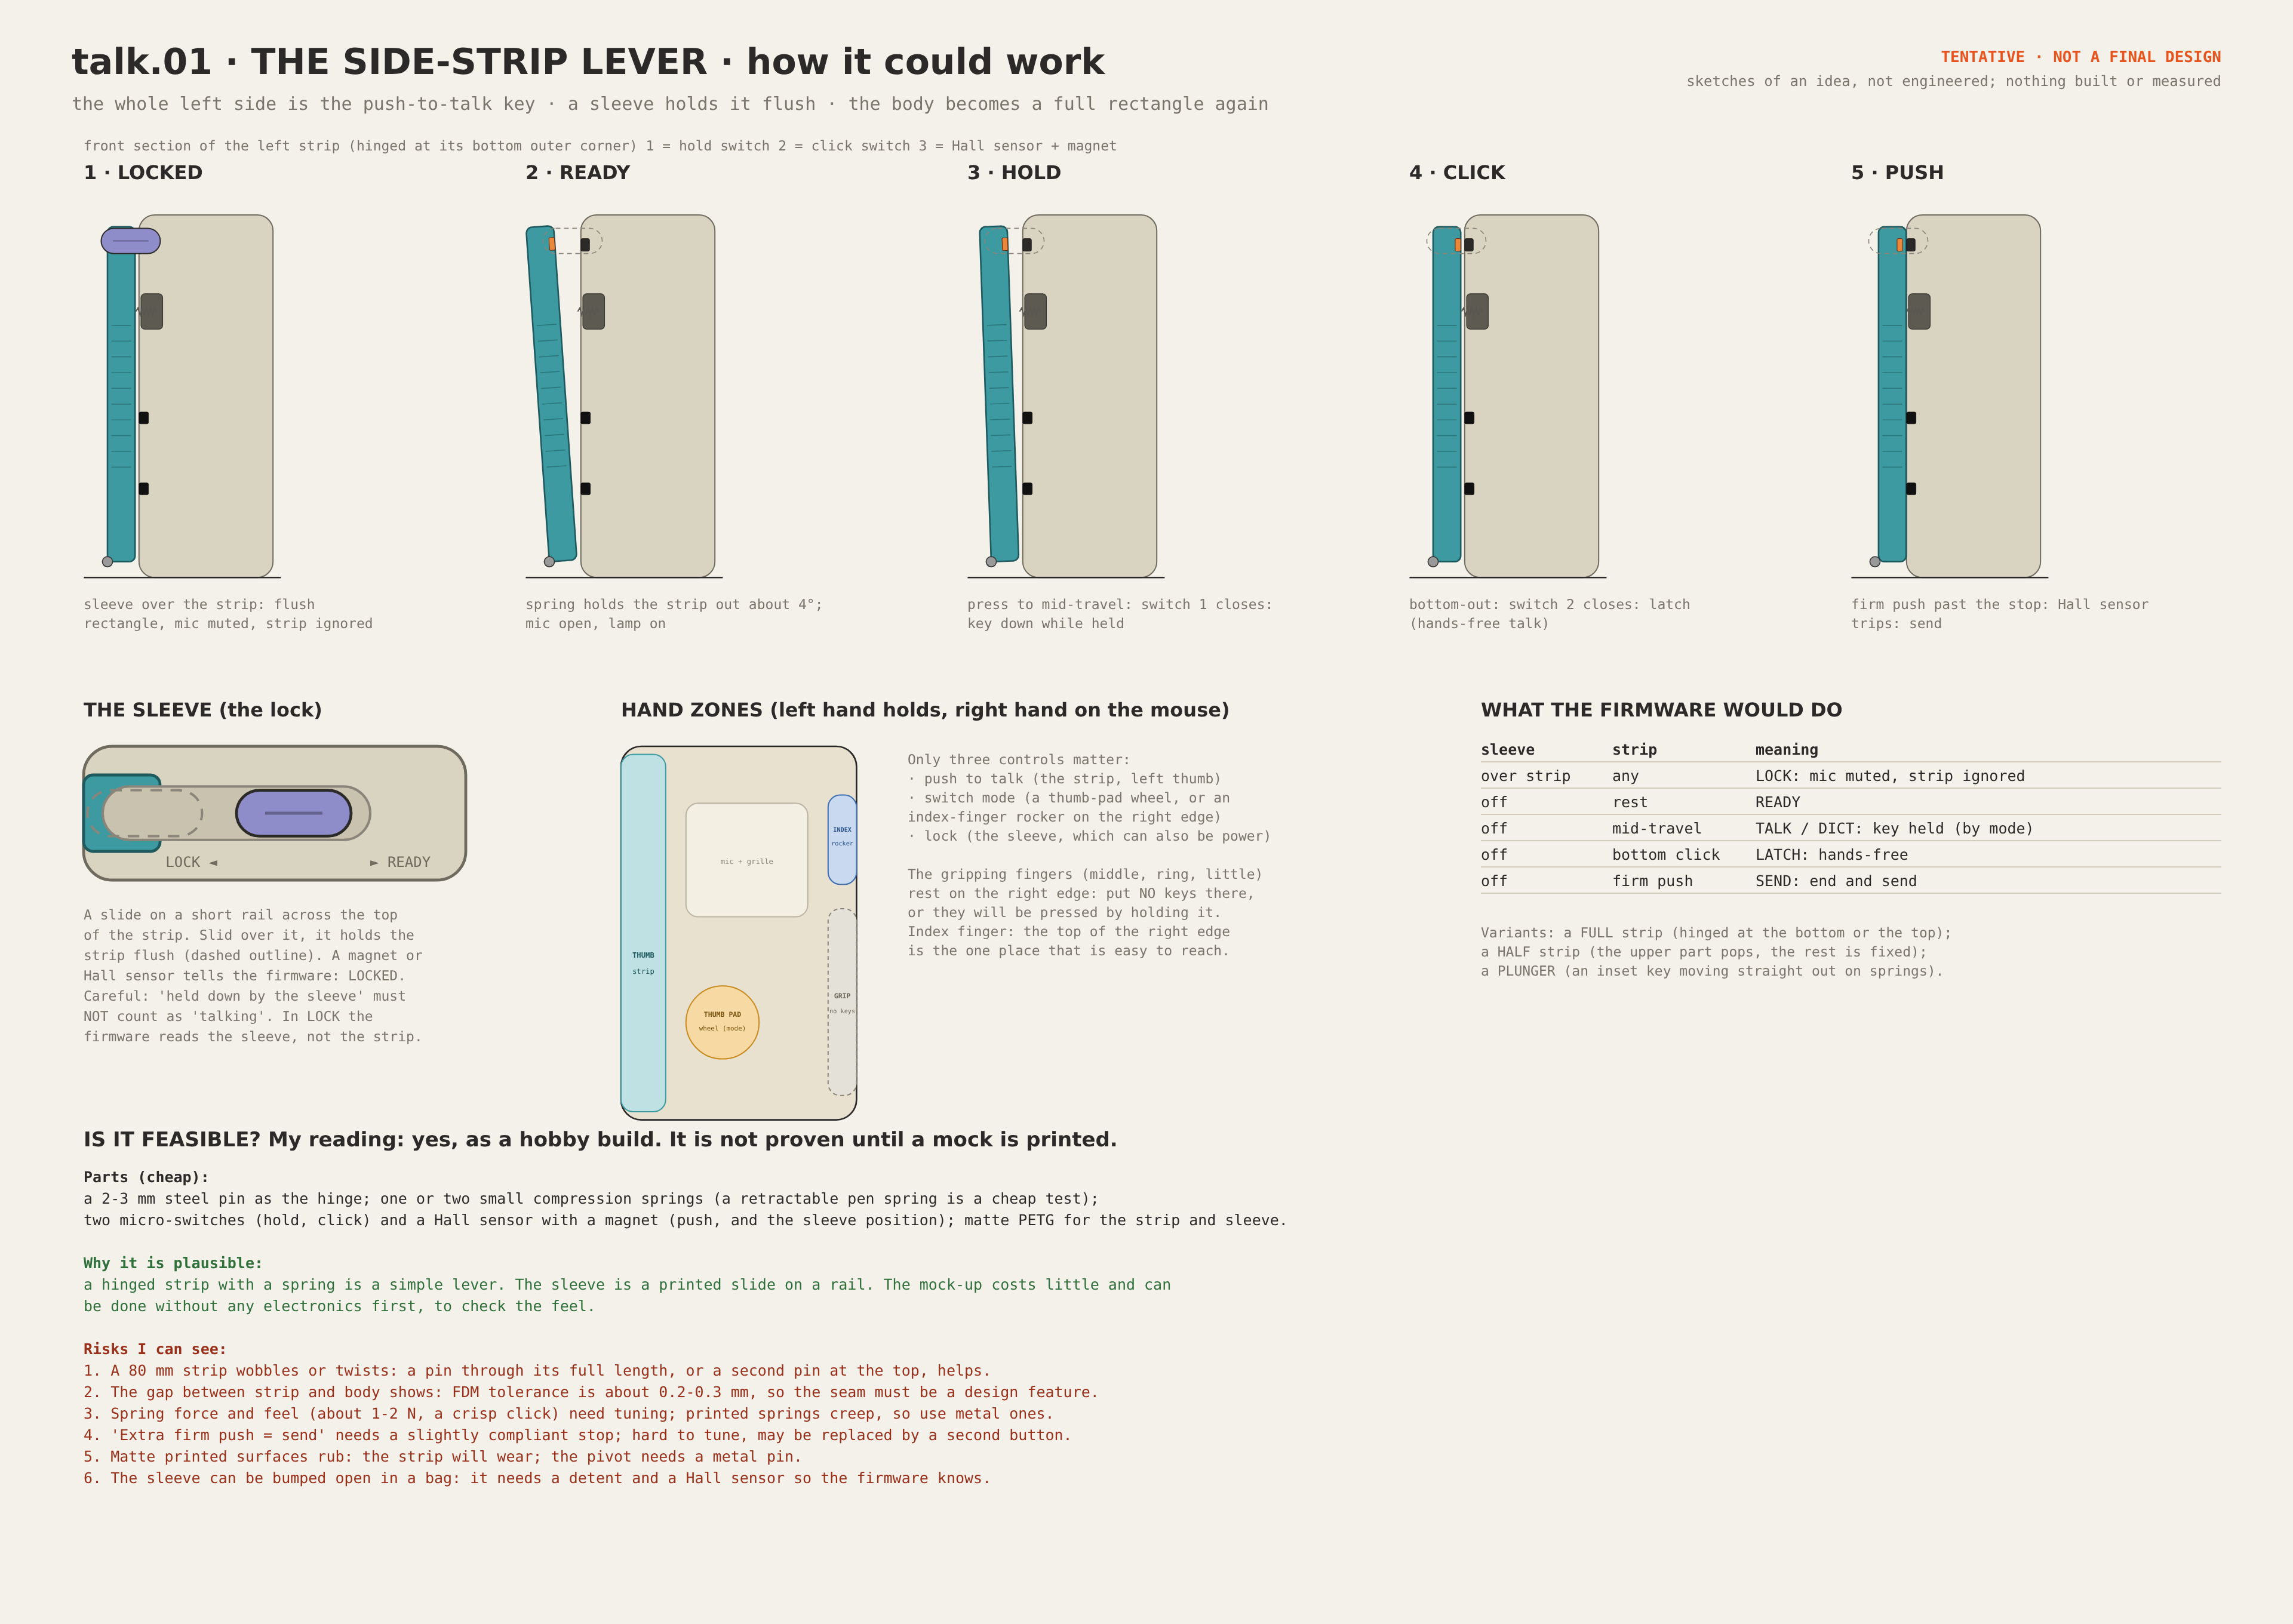 talk.01 · THE SIDE-STRIP LEVER · how it could work
TENTATIVE · NOT A FINAL DESIGN
sketches of an idea, not engineered; nothing built or measured
the whole left side is the push-to-talk key · a sleeve holds it flush · the body becomes a full rectangle again
front section of the left strip (hinged at its bottom outer corner) 1 = hold switch 2 = click switch 3 = Hall sensor + magnet
1 · LOCKED
2 · READY
3 · HOLD
4 · CLICK
5 · PUSH
sleeve over the strip: flush
rectangle, mic muted, strip ignored
spring holds the strip out about 4°;
mic open, lamp on
press to mid-travel: switch 1 closes:
key down while held
bottom-out: switch 2 closes: latch
(hands-free talk)
firm push past the stop: Hall sensor
trips: send
THE SLEEVE (the lock)
LOCK ◄
► READY
A slide on a short rail across the top
of the strip. Slid over it, it holds the
strip flush (dashed outline). A magnet or
Hall sensor tells the firmware: LOCKED.
Careful: 'held down by the sleeve' must
NOT count as 'talking'. In LOCK the
firmware reads the sleeve, not the strip.
HAND ZONES (left hand holds, right hand on the mouse)
mic + grille
INDEX
rocker
THUMB
strip
THUMB PAD
wheel (mode)
GRIP
no keys
Only three controls matter:
· push to talk (the strip, left thumb)
· switch mode (a thumb-pad wheel, or an
index-finger rocker on the right edge)
· lock (the sleeve, which can also be power)
The gripping fingers (middle, ring, little)
rest on the right edge: put NO keys there,
or they will be pressed by holding it.
Index finger: the top of the right edge
is the one place that is easy to reach.
WHAT THE FIRMWARE WOULD DO
sleeve strip meaning
over strip any LOCK: mic muted, strip ignored
off rest READY
off mid-travel TALK / DICT: key held (by mode)
off bottom click LATCH: hands-free
off firm push SEND: end and send
Variants: a FULL strip (hinged at the bottom or the top);
a HALF strip (the upper part pops, the rest is fixed);
a PLUNGER (an inset key moving straight out on springs).
IS IT FEASIBLE? My reading: yes, as a hobby build. It is not proven until a mock is printed.
Parts (cheap):
a 2-3 mm steel pin as the hinge; one or two small compression springs (a retractable pen spring is a cheap test);
two micro-switches (hold, click) and a Hall sensor with a magnet (push, and the sleeve position); matte PETG for the strip and sleeve.
Why it is plausible:
a hinged strip with a spring is a simple lever. The sleeve is a printed slide on a rail. The mock-up costs little and can
be done without any electronics first, to check the feel.
Risks I can see:
1. A 80 mm strip wobbles or twists: a pin through its full length, or a second pin at the top, helps.
2. The gap between strip and body shows: FDM tolerance is about 0.2-0.3 mm, so the seam must be a design feature.
3. Spring force and feel (about 1-2 N, a crisp click) need tuning; printed springs creep, so use metal ones.
4. 'Extra firm push = send' needs a slightly compliant stop; hard to tune, may be replaced by a second button.
5. Matte printed surfaces rub: the strip will wear; the pivot needs a metal pin.
6. The sleeve can be bumped open in a bag: it needs a detent and a Hall sensor so the firmware knows.